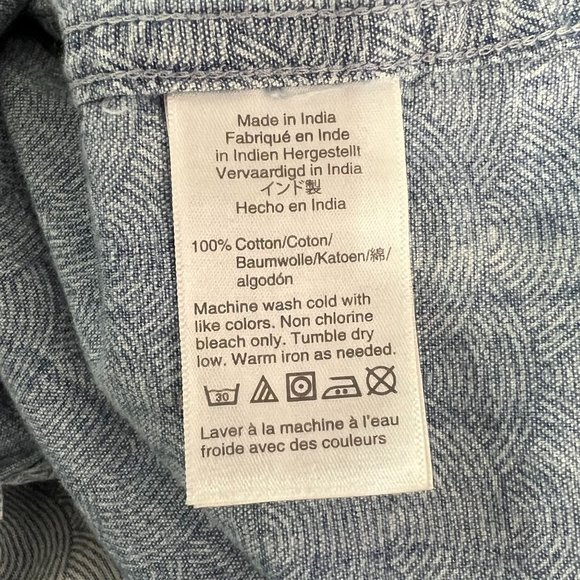 Made in India
Fabriqué en Inde
in Indien Hergestellt
Vervaardigd in India
インド製
Hecho en India
100% Cotton/Coton/
Baumwolle/Katoen/綿/
algodón
Machine wash cold with
like colors. Non chlorine
bleach only. Tumble dry
low. Warm iron as needed.
30
Laver à la machine à l'eau
froide avec des couleurs